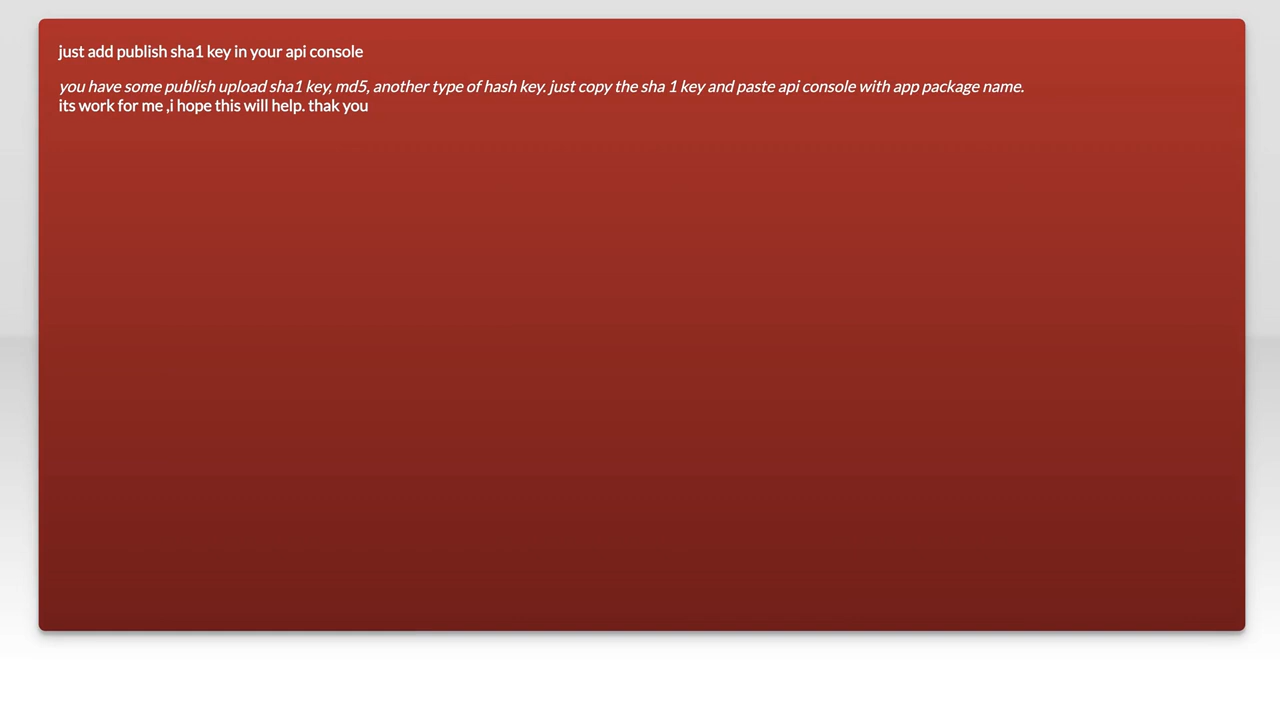 just add publish sha1 key in your api console
you have some publish upload sha1 key, md5, another type of hash key. just copy the sha 1 key and paste api console with app package name.
its work for me ,i hope this will help. thak you